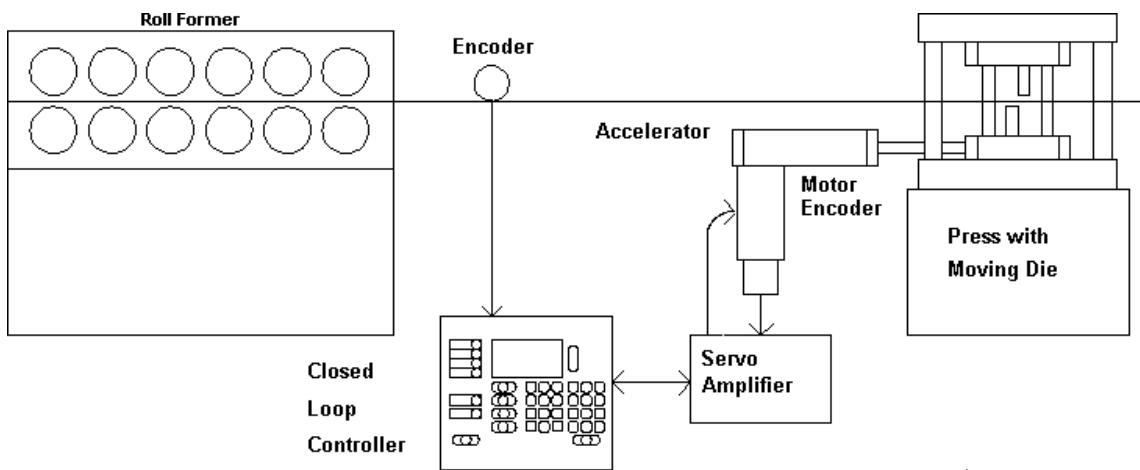 Roll Former
Encoder
Accelerator
Motor
Encoder
Press with
Moving Die
Servo
Amplifier
Closed
Loop
Controller